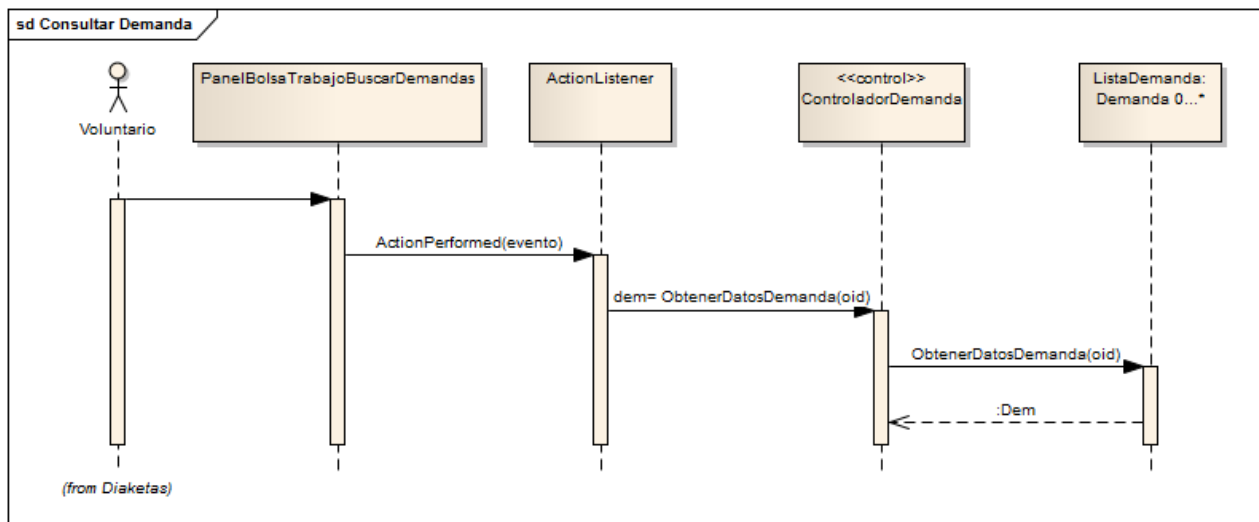 sd Consultar Demanda
Voluntario
PanelBolsaTrabajoBuscarDemandas
ActionListener
<<control>>
ControladorDemanda
ListaDemanda:
Demanda 0...*
ActionPerformed(evento)
dem= ObtenerDatosDemanda(oid)
ObtenerDatosDemanda(oid)
:Dem
(from Diaketas)